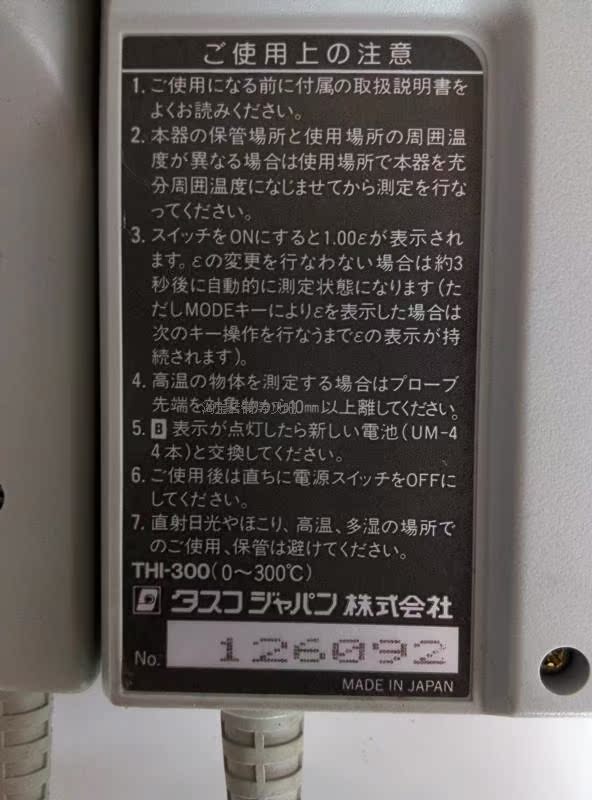 ご使用上の注意
1. ご使用になる前に付属の取扱説明書を
よくお読みください。
2. 本器の保管場所と使用場所の周囲温
度が異なる場合は使用場所で本器を充
分周囲温度になじませてから測定を行な
ってください。
3. スイッチをONにすると1.00εが表示され
ます。εの変更を行なわない場合は約3
秒後に自動的に測定状態になります(た
だしMODEキーによりεを表示した場合は
次のキー操作を行なうまでεの表示が持
続されます)。
4. 高温の物体を測定する場合はプローブ
先端を対象物から10mm以上離してください。
5. B 表示が点灯したら新しい電池(UM-4
4本)と交換してください。
6. ご使用後は直ちに電源スイッチをOFFに
してください。
7. 直射日光やほこり、高温、多湿の場所で
のご使用、保管は避けてください。
THI-300(0〜300℃)
タスコ ジャパン 株式会社
No. 126092
MADE IN JAPAN